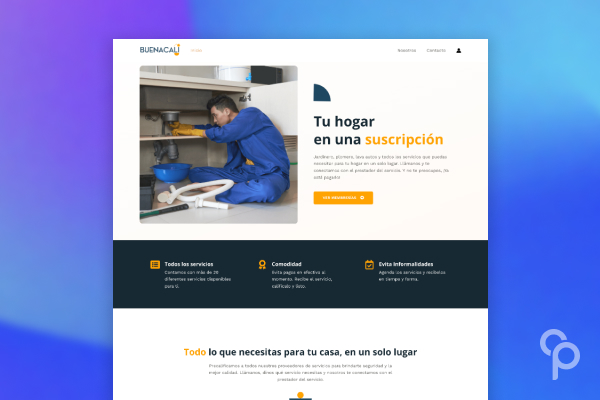 BUENACALI
Home
Nosotros Contacto
Tu hogar
en una suscripción
Jardinero, plomero, lava autos y todos los servicios que puedas
necesitar para tu hogar en un solo lugar. Llámanos y te
conectamos con el prestador del servicio. Y no te preocupes, Ya
está pagado!
Todos los servicios
Contamos con más de 20
diferentes servicios disponibles
para ti.
Comodidad
Evita pagos en efectivo al
momento. Recibe el servicio,
califícalo y listo.
Evita Informalidades
Agenda los servicios y recíbelos
en tiempo y forma.
Todo lo que necesitas para tu casa, en un solo lugar
Precalificamos a todos nuestros proveedores de servicios para brindarte seguridad y la
mejor calidad. Llámanos, dinos qué servicio necesitas y nosotros te conectamos con el
prestador del servicio.